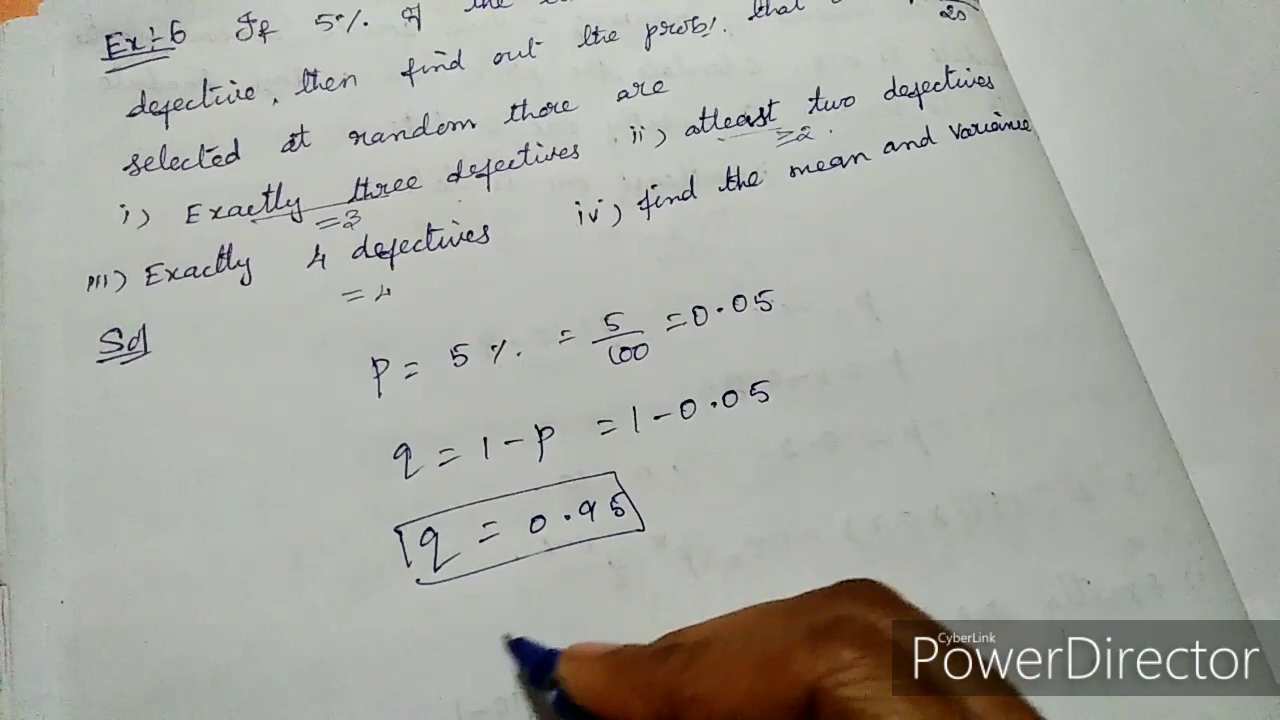 Ex:- 6 If 5% of the
defective, then find out the prob. that
20
selected at random there are
i) Exactly three defectives ii) atleast two defectives
=3 ≥2.
iii) Exactly 4 defectives iv) find the mean and variance
=4
Sol
p = 5 %. = 5/100 = 0.05
q = 1 - p = 1 - 0.05
q = 0.95
CyberLink
PowerDirector